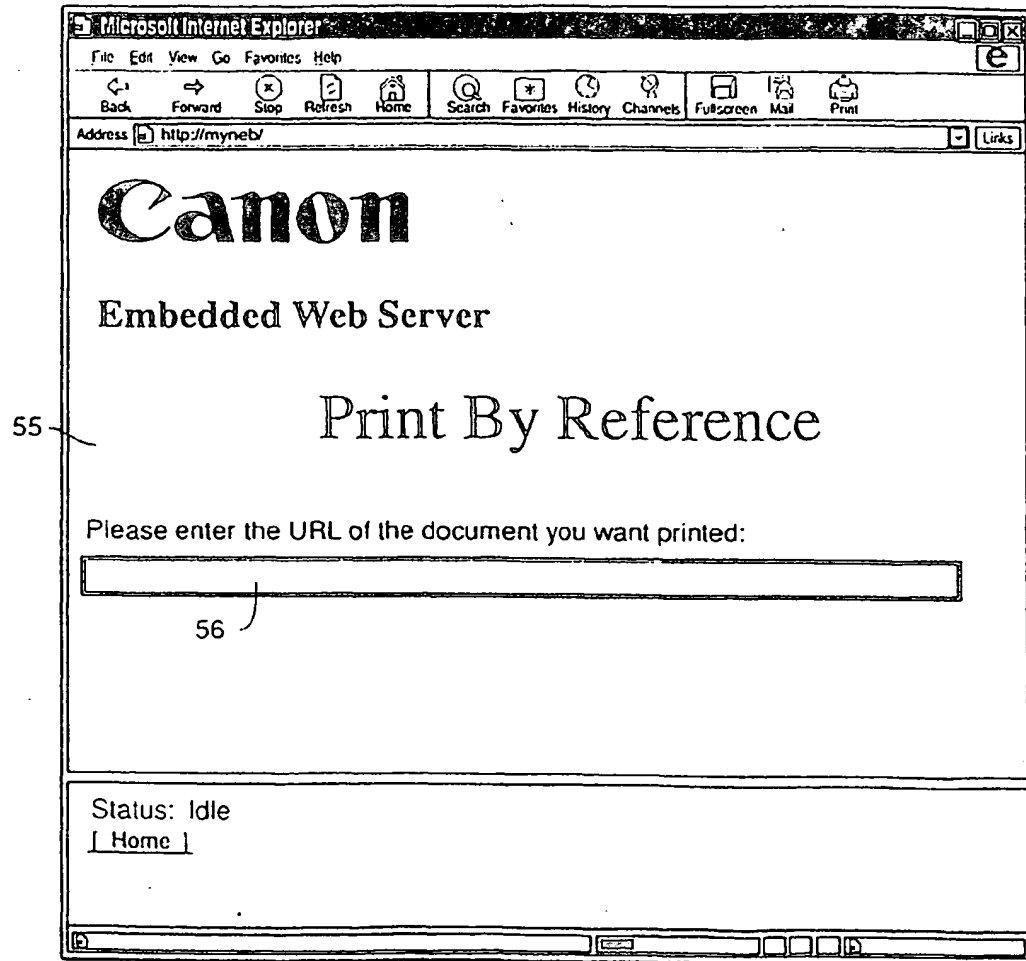 Microsoft Internet Explorer
File Edit View Go Favorites Help
e
Back Forward Stop Refresh Home Search Favorites History Channels Fullscreen Mail Print
Address http://myneb/ Links
Canon
Embedded Web Server
Print By Reference
55
Please enter the URL of the document you want printed:
56
Status: Idle
[ Home ]